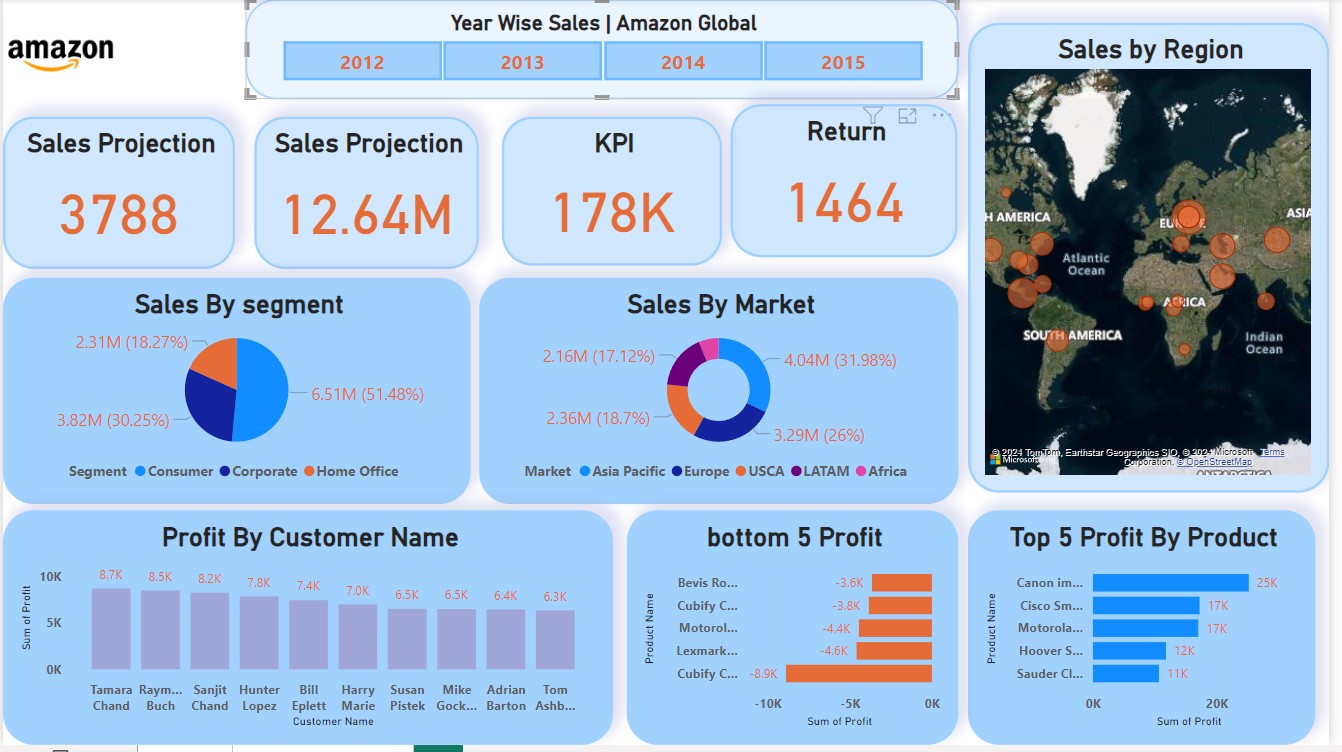 amazon
Year Wise Sales | Amazon Global
2012 2013 2014 2015
Sales Projection
3788
Sales Projection
12.64M
KPI
178K
Return
1464
Sales by Region
H AMERICA
EU
ASIA
Atlantic
Ocean
AFRICA
SOUTH AMERICA
Indian
Ocean
© 2024 TomTom, Earthstar Geographics SIO, © 2024 Microsoft Terms
Microsoft
Corporation, © OpenStreetMap
ANTARCTICA
Sales By segment
2.31M (18.27%)
6.51M (51.48%)
3.82M (30.25%)
Segment Consumer Corporate Home Office
Sales By Market
2.16M (17.12%)
4.04M (31.98%)
2.36M (18.7%)
3.29M (26%)
Market Asia Pacific Europe USCA LATAM Africa
Profit By Customer Name
Sum of Profit
10K
5K
0K
8.7K 8.5K 8.2K 7.8K 7.4K 7.0K 6.5K 6.5K 6.4K 6.3K
Tamara Raym... Sanjit Hunter Bill Harry Susan Mike Adrian Tom
Chand Buch Chand Lopez Eplett Marie Pistek Gock... Barton Ashb...
Customer Name
bottom 5 Profit
Product Name
Bevis Ro... -3.6K
Cubify C... -3.8K
Motorol... -4.4K
Lexmark... -4.6K
Cubify C... -8.9K
-10K -5K 0K
Sum of Profit
Top 5 Profit By Product
Product Name
Canon im... 25K
Cisco Sm... 17K
Motorola... 17K
Hoover S... 12K
Sauder Cl... 11K
0K 20K
Sum of Profit